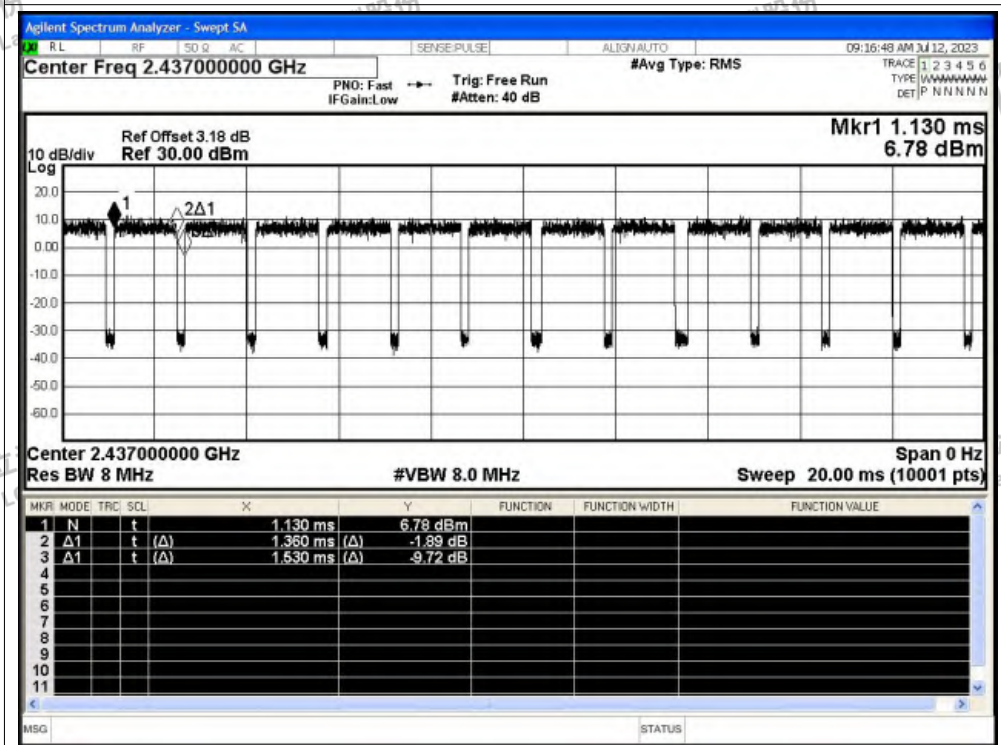 Agilent Spectrum Analyzer - Swept SA
RL RF 50 Ω AC SENSE:PULSE ALIGNAUTO 09:16:48 AM Jul 12, 2023
Center Freq 2.437000000 GHz #Avg Type: RMS TRACE 1 2 3 4 5 6
PNO: Fast Trig: Free Run TYPE
IFGain:Low #Atten: 40 dB DET P N N N N N
Mkr1 1.130 ms
6.78 dBm
Ref Offset 3.18 dB
10 dB/div Ref 30.00 dBm
Log
20.0
1
2Δ1
10.0
0.00
-10.0
-20.0
-30.0
-40.0
-50.0
-60.0
Center 2.437000000 GHz Span 0 Hz
Res BW 8 MHz #VBW 8.0 MHz Sweep 20.00 ms (10001 pts)
MKR MODE TRC SCL X Y FUNCTION FUNCTION WIDTH FUNCTION VALUE
1 N t 1.130 ms 6.78 dBm
2 Δ1 t (Δ) 1.360 ms (Δ) -1.89 dB
3 Δ1 t (Δ) 1.530 ms (Δ) -9.72 dB
4
5
6
7
8
9
10
11
MSG STATUS